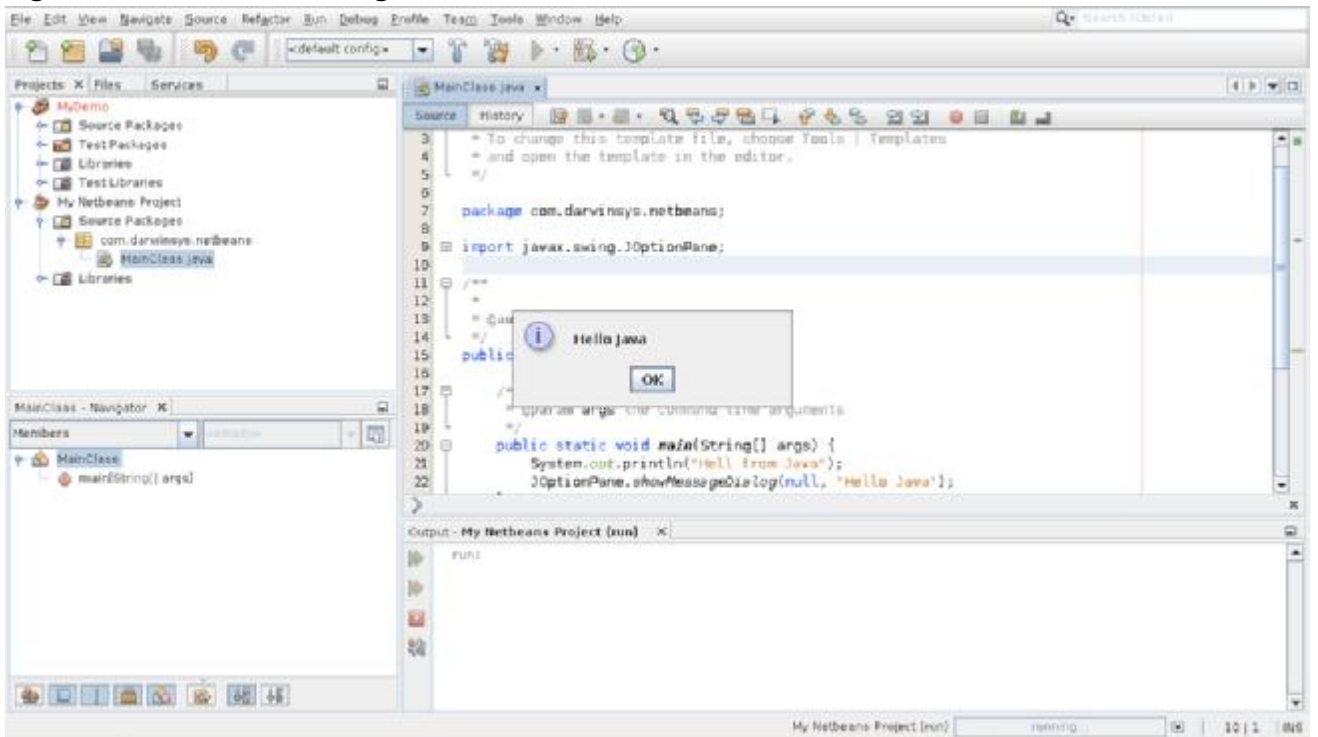 File Edit View Navigate Source Refactor Run Debug Profile Team Tools Window Help
<default config>
Projects Files Services
MyDemo
Source Packages
Test Packages
Libraries
Test Libraries
My Netbeans Project
Source Packages
com.darwinsys.netbeans
MainClass.java
Libraries
MainClass - Navigator
Members
MainClass
main(String[] args)
MainClass.java
Source History
3 * To change this template file, choose Tools | Templates
4 * and open the template in the editor.
5 */
6
7 package com.darwinsys.netbeans;
8
9 import javax.swing.JOptionPane;
10
11 /**
12 *
13 *
14 */
15 public
16
17 /*
18 * @param args the command line arguments
19 */
20 public static void main(String[] args) {
21 System.out.println("Hell from Java");
22 JOptionPane.showMessageDialog(null, "Hello Java");
Hello Java
OK
Output - My Netbeans Project (run)
run:
My Netbeans Project (run) running... 10|1 INS